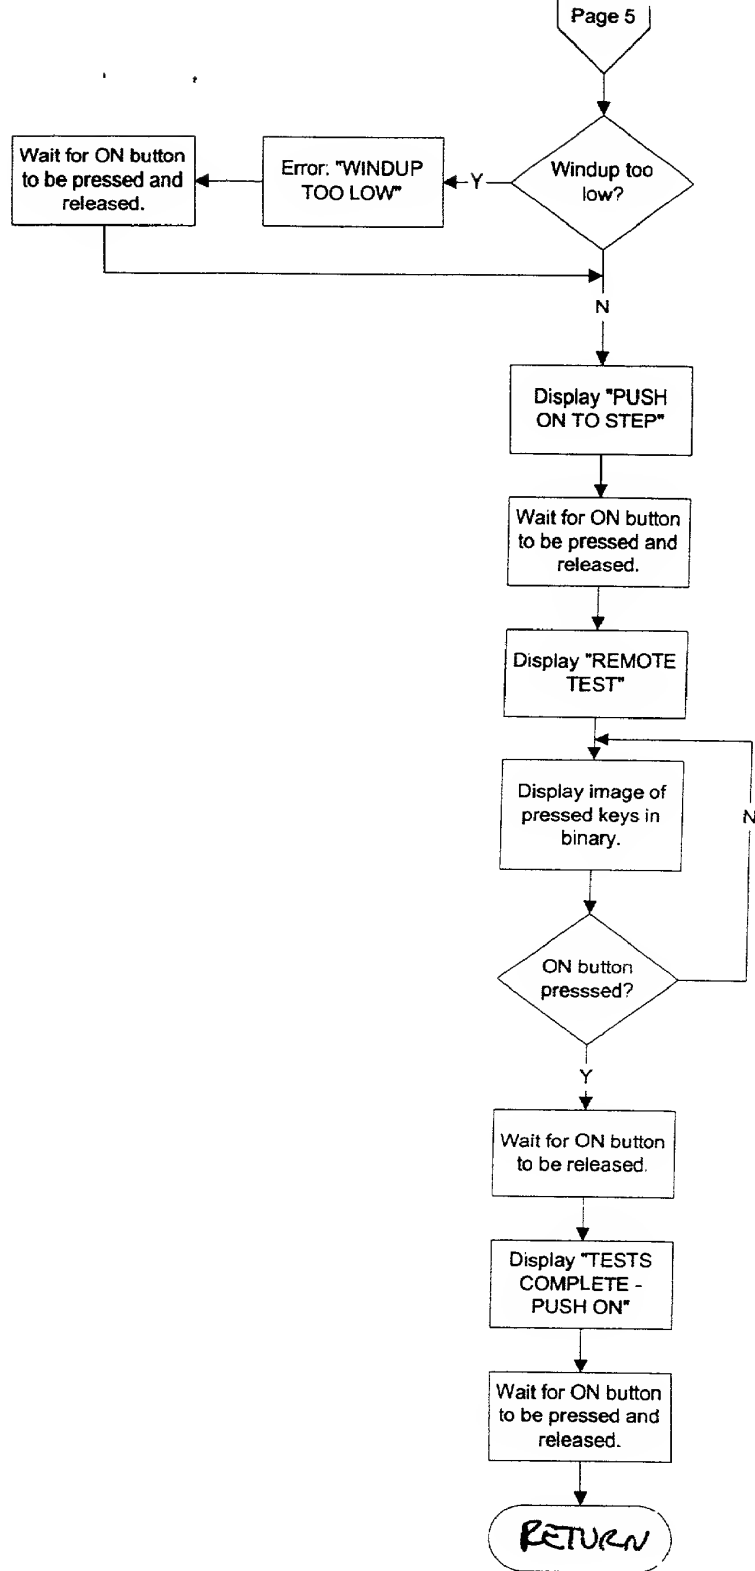 Page 5
Windup too
low?
Y
Error: "WINDUP
TOO LOW"
Wait for ON button
to be pressed and
released.
N
Display "PUSH
ON TO STEP"
Wait for ON button
to be pressed and
released.
Display "REMOTE
TEST"
Display image of
pressed keys in
binary.
N
ON button
presssed?
Y
Wait for ON button
to be released.
Display "TESTS
COMPLETE -
PUSH ON"
Wait for ON button
to be pressed and
released.
RETURN